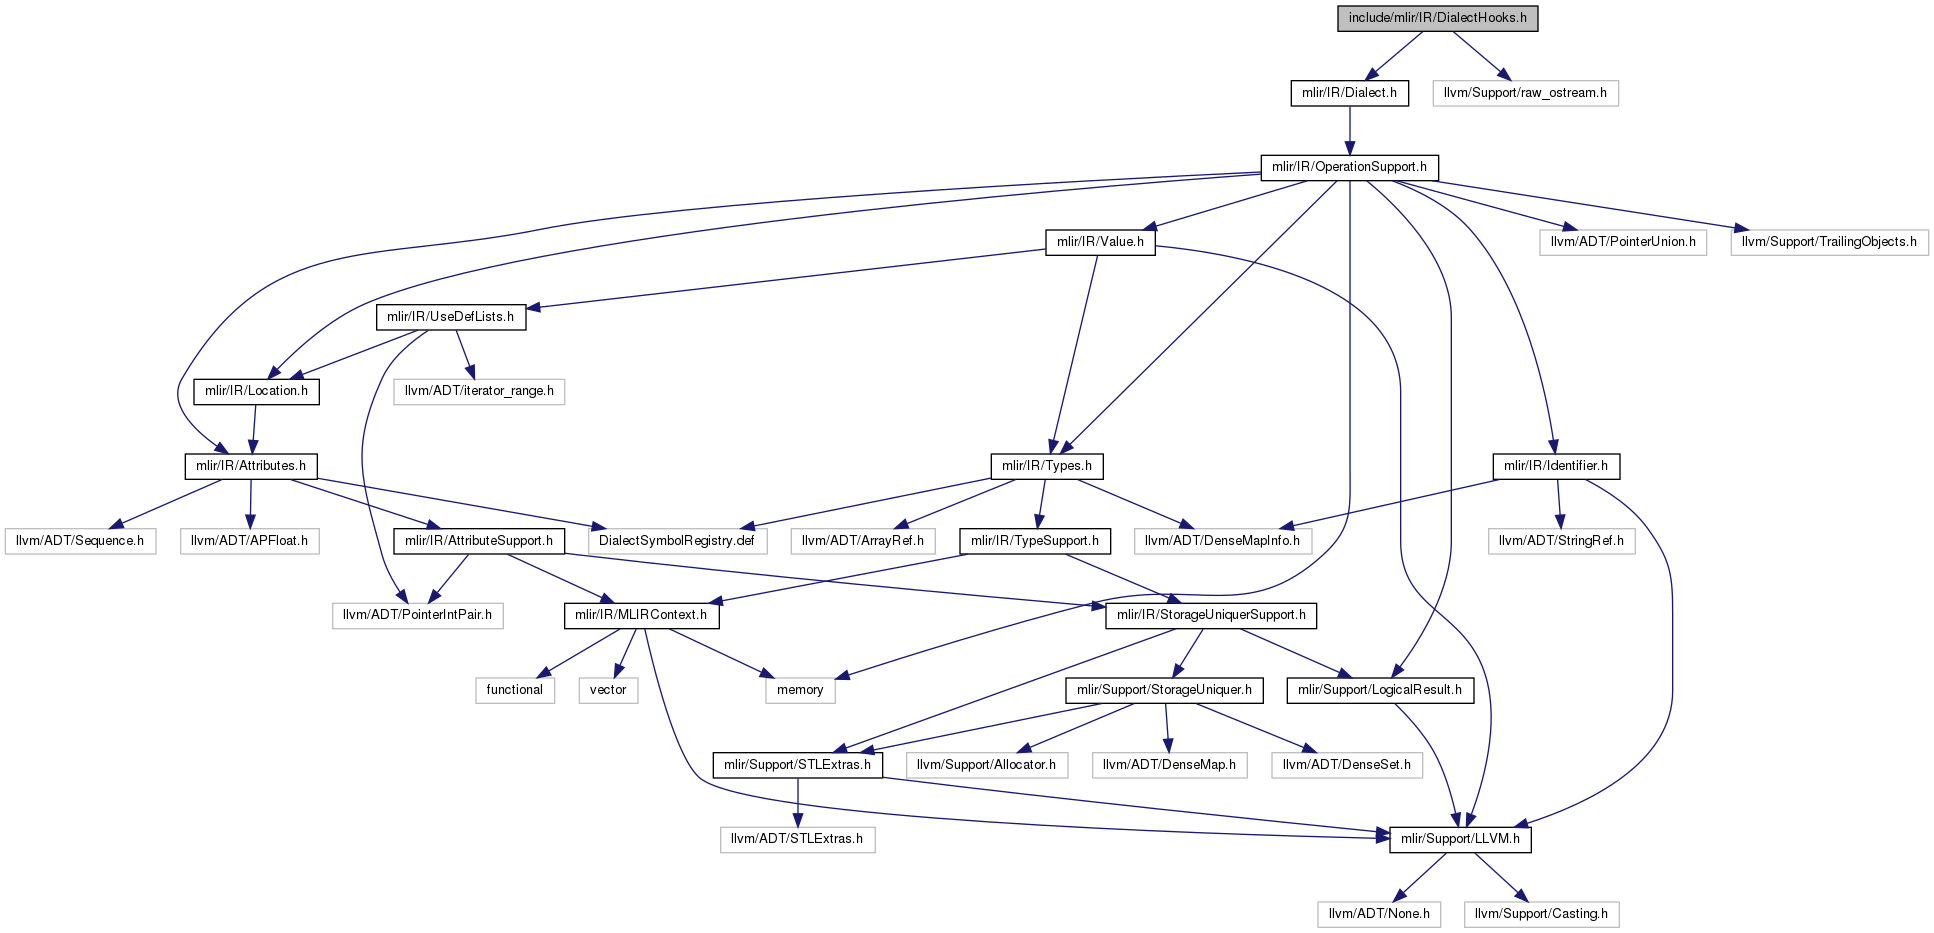 include/mlir/IR/DialectHooks.h
mlir/IR/Dialect.h
llvm/Support/raw_ostream.h
mlir/IR/OperationSupport.h
mlir/IR/Value.h
llvm/ADT/PointerUnion.h
llvm/Support/TrailingObjects.h
mlir/IR/UseDefLists.h
mlir/IR/Location.h
llvm/ADT/iterator_range.h
mlir/IR/Attributes.h
mlir/IR/Types.h
mlir/IR/Identifier.h
llvm/ADT/Sequence.h
llvm/ADT/APFloat.h
mlir/IR/AttributeSupport.h
DialectSymbolRegistry.def
llvm/ADT/ArrayRef.h
mlir/IR/TypeSupport.h
llvm/ADT/DenseMapInfo.h
llvm/ADT/StringRef.h
llvm/ADT/PointerIntPair.h
mlir/IR/MLIRContext.h
mlir/IR/StorageUniquerSupport.h
functional
vector
memory
mlir/Support/StorageUniquer.h
mlir/Support/LogicalResult.h
mlir/Support/STLExtras.h
llvm/Support/Allocator.h
llvm/ADT/DenseMap.h
llvm/ADT/DenseSet.h
llvm/ADT/STLExtras.h
mlir/Support/LLVM.h
llvm/ADT/None.h
llvm/Support/Casting.h